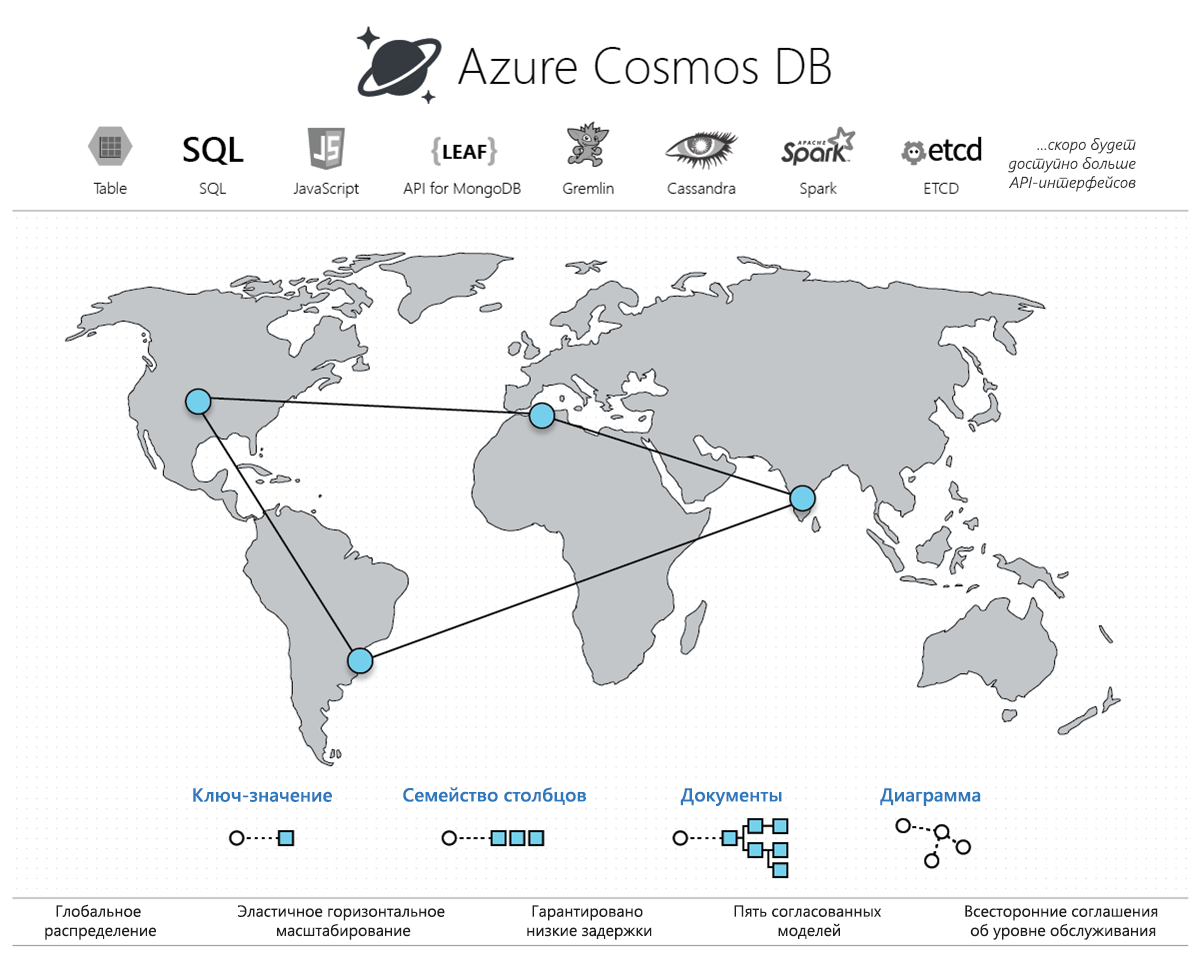 Azure Cosmos DB
SQL
JS
{LEAF}
APACHE
Spark™
etcd
Table
SQL
JavaScript
API for MongoDB
Gremlin
Cassandra
Spark
ETCD
...скоро будет
доступно больше
API-интерфейсов
Ключ-значение
Семейство столбцов
Документы
Диаграмма
Глобальное
распределение
Эластичное горизонтальное
масштабирование
Гарантировано
низкие задержки
Пять согласованных
моделей
Всесторонние соглашения
об уровне обслуживания